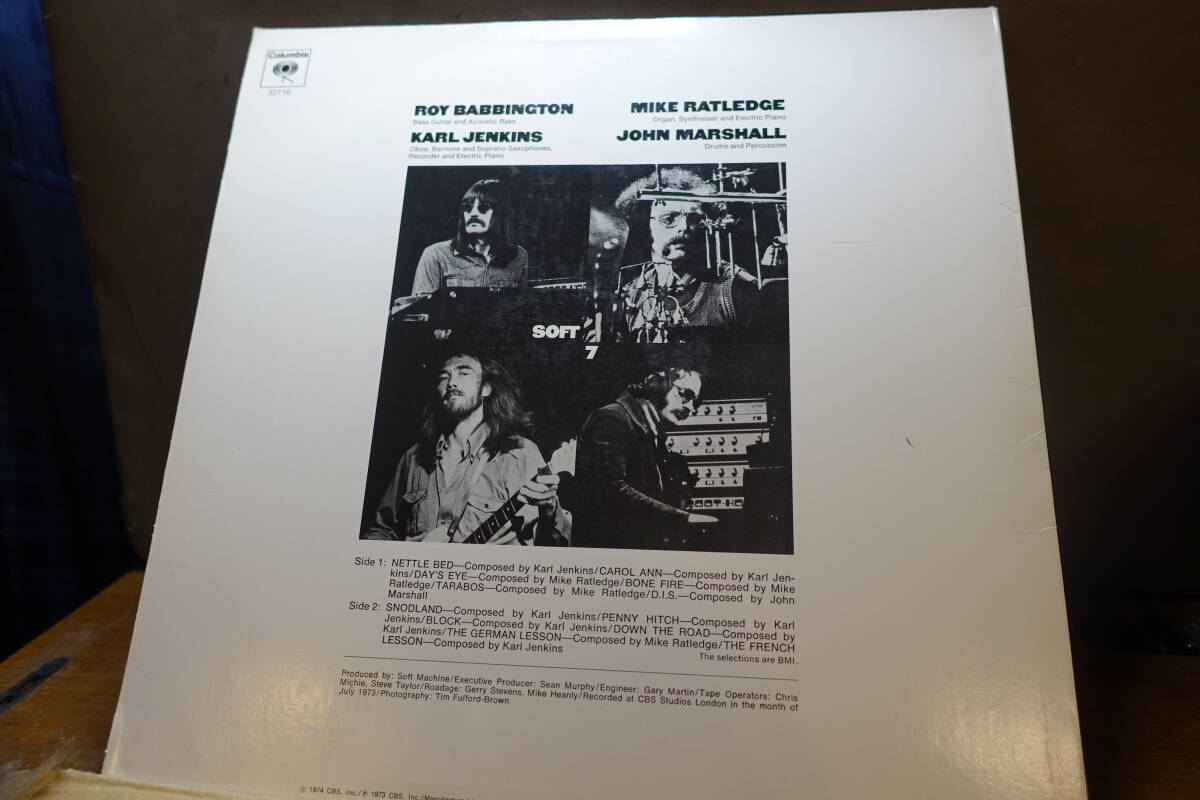 Columbia
32716
ROY BABBINGTON
Bass Guitar and Acoustic Bass
KARL JENKINS
Oboe, Baritone and Soprano Saxophones,
Recorder and Electric Piano
MIKE RATLEDGE
Organ, Synthisiser and Electric Piano
JOHN MARSHALL
Drums and Percussion
SOFT
7
Side 1: NETTLE BED—Composed by Karl Jenkins/CAROL ANN—Composed by Karl Jen-
kins/DAY'S EYE—Composed by Mike Ratledge/BONE FIRE—Composed by Mike
Ratledge/TARABOS—Composed by Mike Ratledge/D.I.S.—Composed by John
Marshall
Side 2: SNODLAND—Composed by Karl Jenkins/PENNY HITCH—Composed by Karl
Jenkins/BLOCK—Composed by Karl Jenkins/DOWN THE ROAD—Composed by
Karl Jenkins/THE GERMAN LESSON—Composed by Mike Ratledge/THE FRENCH
LESSON—Composed by Karl Jenkins
The selections are BMI.
Produced by: Soft Machine/Executive Producer: Sean Murphy/Engineer: Gary Martin/Tape Operators: Chris
Michie, Steve Taylor/Roadage: Gerry Stevens, Mike Heanly/Recorded at CBS Studios London in the month of
July 1973/Photography: Tim Fulford-Brown
© 1974 CBS, Inc./℗ 1973 CBS, Inc./